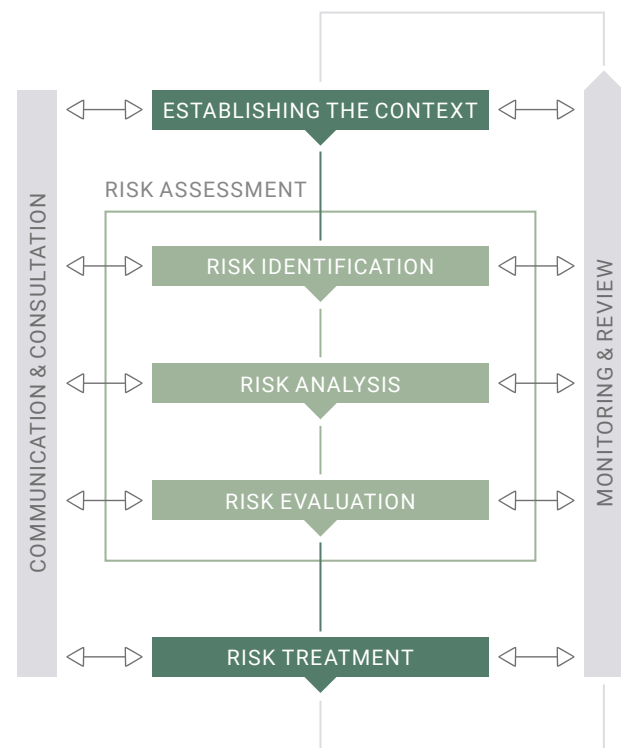 ESTABLISHING THE CONTEXT
RISK ASSESSMENT
RISK IDENTIFICATION
RISK ANALYSIS
RISK EVALUATION
RISK TREATMENT
COMMUNICATION & CONSULTATION
MONITORING & REVIEW